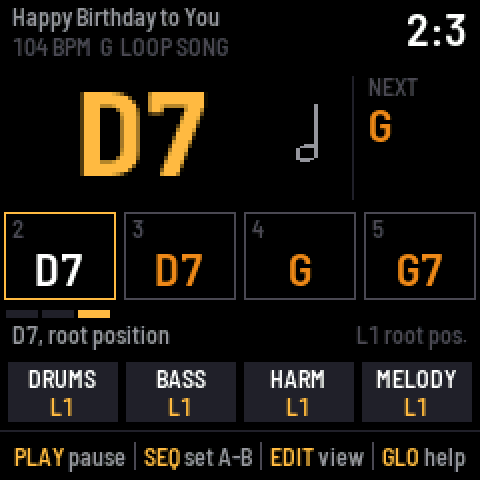 Happy Birthday to You
2:3
104 BPM G LOOP SONG
D7
NEXT
G
2
D7
3
D7
4
G
5
G7
D7, root position
L1 root pos.
DRUMS
L1
BASS
L1
HARM
L1
MELODY
L1
PLAY pause
SEQ set A-B
EDIT view
GLO help